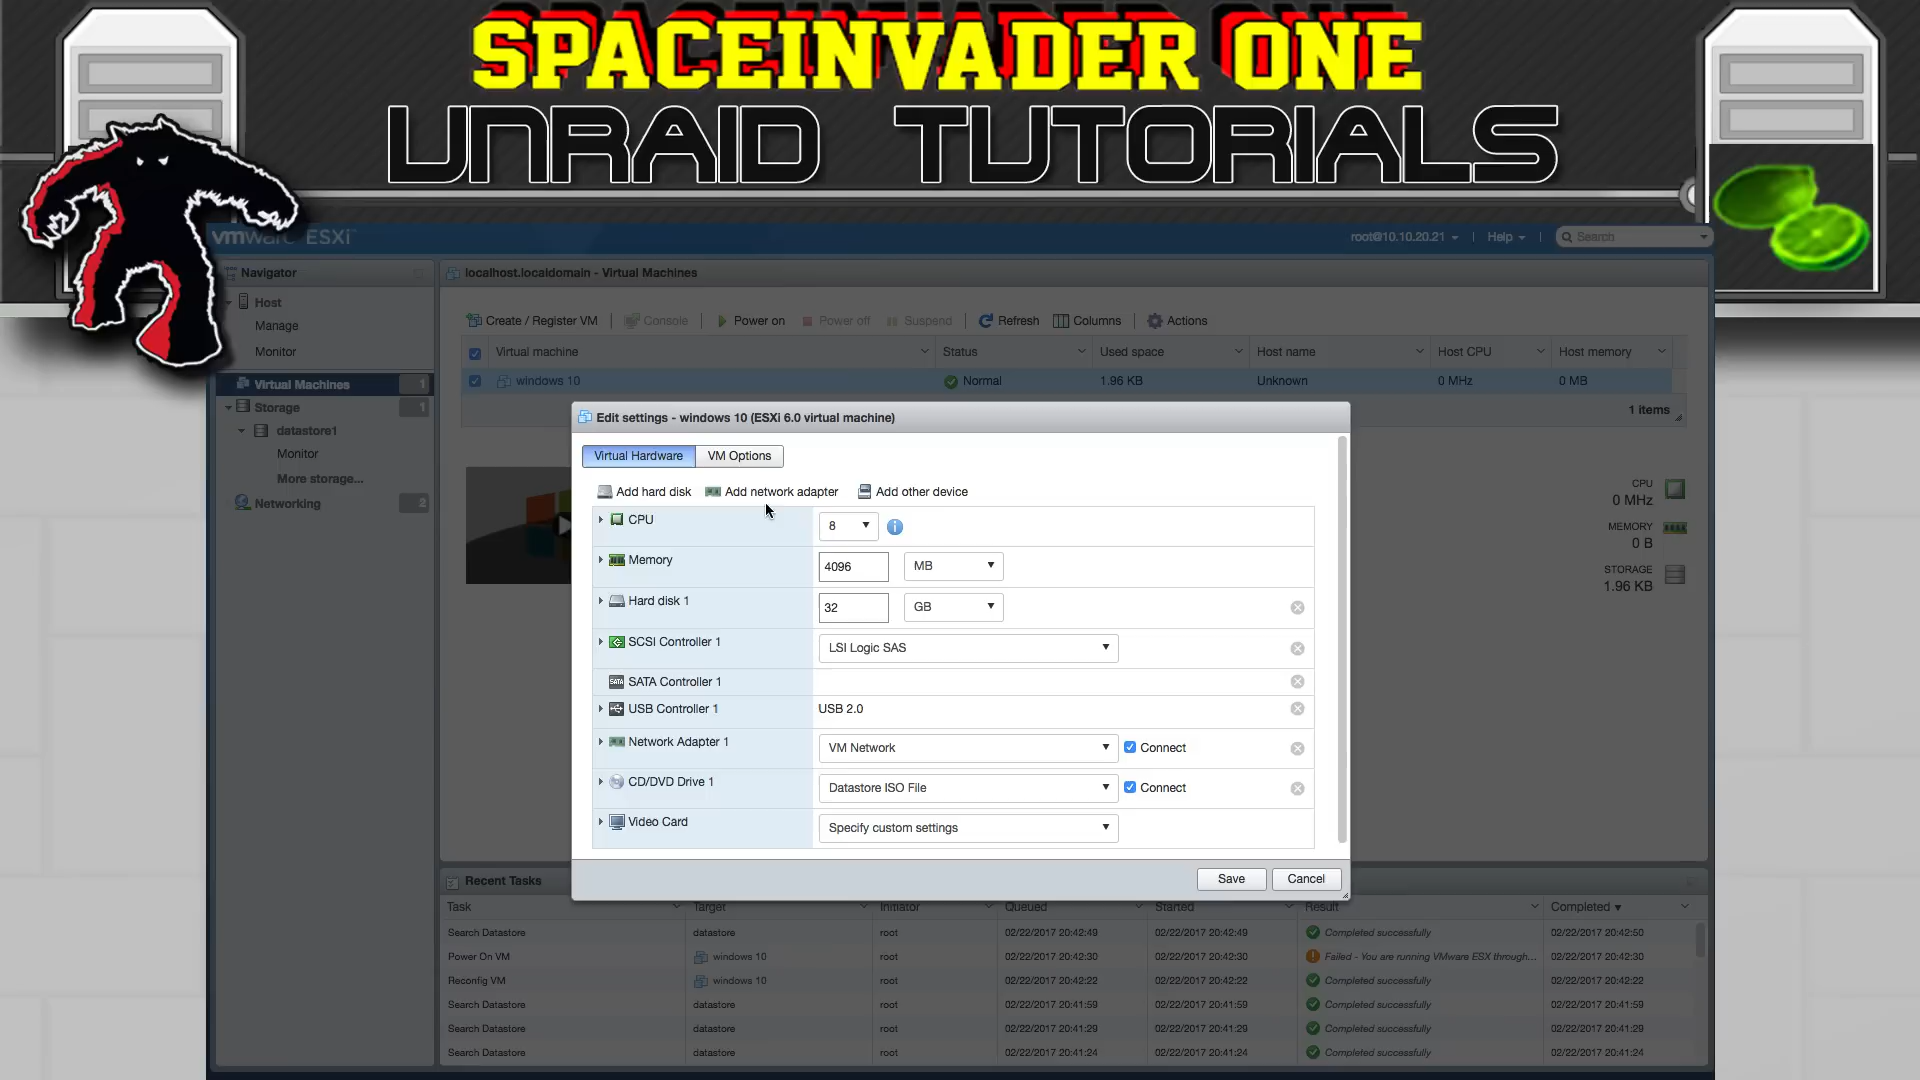 SPACEINVADER ONE
UNRAID TUTORIALS
vmware ESXi
root@10.10.20.21 | Help | Search
Navigator
Host
Manage
Monitor
Virtual Machines 1
Storage 1
datastore1
Monitor
More storage...
Networking 2
localhost.localdomain - Virtual Machines
Create / Register VM | Console | Power on Power off Suspend | Refresh Columns | Actions
Virtual machine Status Used space Host name Host CPU Host memory
windows 10 Normal 1.96 KB Unknown 0 MHz 0 MB
1 items
CPU
0 MHz
MEMORY
0 B
STORAGE
1.96 KB
Edit settings - windows 10 (ESXi 6.0 virtual machine)
Virtual Hardware VM Options
Add hard disk Add network adapter Add other device
CPU 8
Memory 4096 MB
Hard disk 1 32 GB
SCSI Controller 1 LSI Logic SAS
SATA SATA Controller 1
USB Controller 1 USB 2.0
Network Adapter 1 VM Network Connect
CD/DVD Drive 1 Datastore ISO File Connect
Video Card Specify custom settings
Save Cancel
Recent Tasks
Task Target Initiator Queued Started Result Completed
Search Datastore datastore root 02/22/2017 20:42:49 02/22/2017 20:42:49 Completed successfully 02/22/2017 20:42:50
Power On VM windows 10 root 02/22/2017 20:42:30 02/22/2017 20:42:30 Failed - You are running VMware ESX through... 02/22/2017 20:42:30
Reconfig VM windows 10 root 02/22/2017 20:42:22 02/22/2017 20:42:22 Completed successfully 02/22/2017 20:42:22
Search Datastore datastore root 02/22/2017 20:41:59 02/22/2017 20:41:59 Completed successfully 02/22/2017 20:41:59
Search Datastore datastore root 02/22/2017 20:41:29 02/22/2017 20:41:29 Completed successfully 02/22/2017 20:41:29
Search Datastore datastore root 02/22/2017 20:41:24 02/22/2017 20:41:24 Completed successfully 02/22/2017 20:41:24